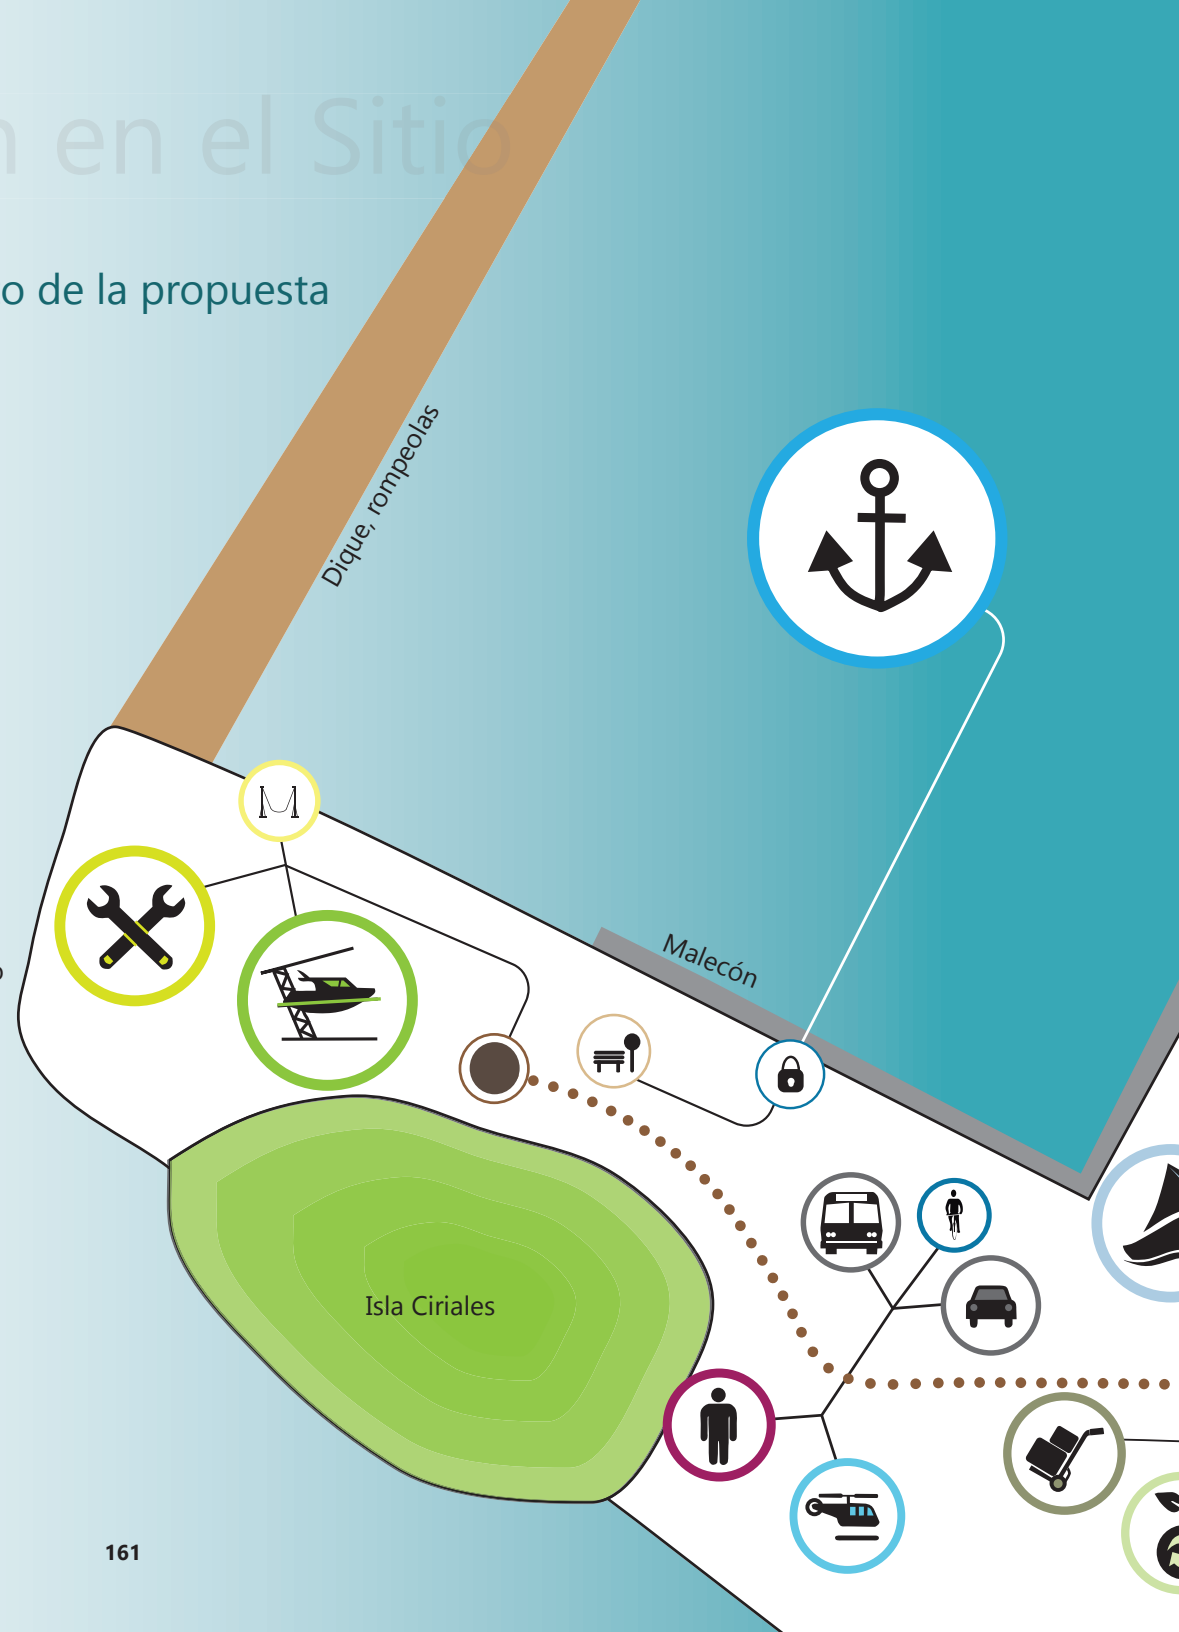 n en el Sitio
o de la propuesta
Dique, rompeolas
Malecón
o
Isla Ciriales
161